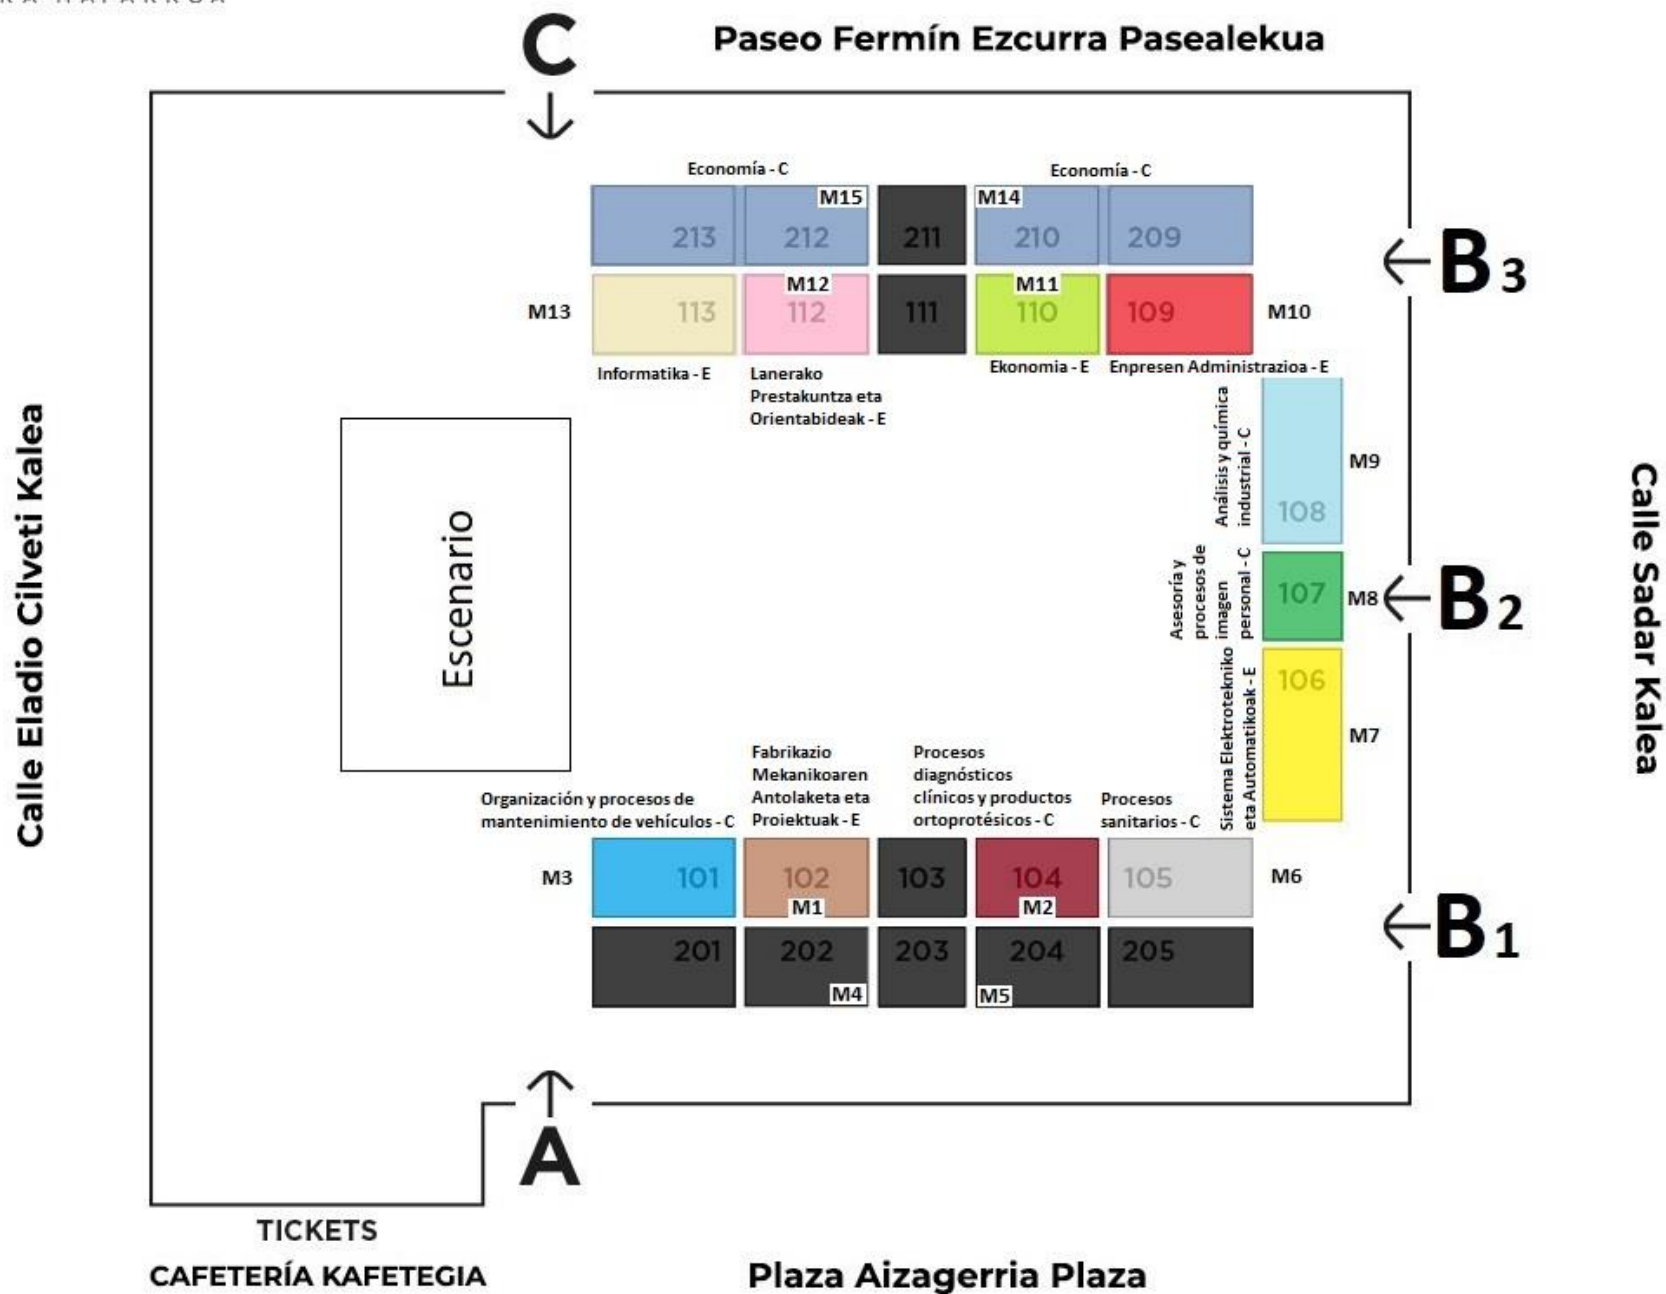 C
Paseo Fermín Ezcurra Pasealekua
Economía - C
Economía - C
M15
M14
213
212
211
210
209
B3
M12
M11
M13
113
112
111
110
109
M10
Informatika - E
Lanerako
Prestakuntza eta
Orientabideak - E
Ekonomia - E
Enpresen Administrazioa - E
Análisis y química
industrial - C
108
M9
Calle Eladio Cilveti Kalea
Escenario
Asesoría y
procesos de
imagen
personal - C
107
M8
B2
Calle Sadar Kalea
Sistema Elektrotekniko
eta Automatikoak - E
106
M7
Organización y procesos de
mantenimiento de vehículos - C
Fabrikazio
Mekanikoaren
Antolaketa eta
Proiektuak - E
Procesos
diagnósticos
clínicos y productos
ortoprotésicos - C
Procesos
sanitarios - C
M3
101
102
103
104
105
M6
M1
M2
B1
201
202
203
204
205
M4
M5
A
TICKETS
CAFETERÍA KAFETEGIA
Plaza Aizagerria Plaza